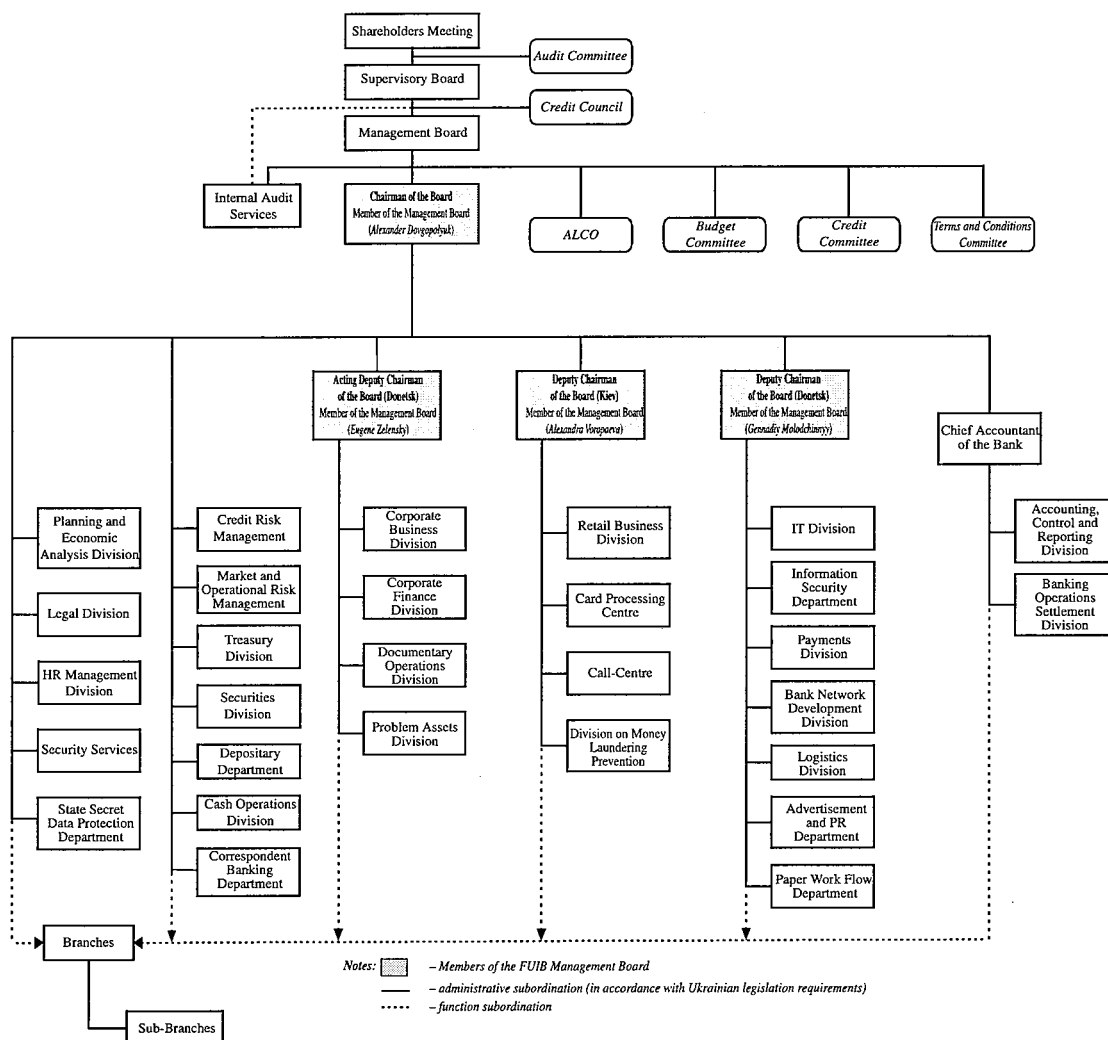 Shareholders Meeting
Audit Committee
Supervisory Board
Credit Council
Management Board
Internal Audit
Services
Chairman of the Board
Member of the Management Board
(Alexander Dovgopolyuk)
ALCO
Budget
Committee
Credit
Committee
Terms and Conditions
Committee
Acting Deputy Chairman
of the Board (Donetsk)
Member of the Management Board
(Eugene Zelensky)
Deputy Chairman
of the Board (Kiev)
Member of the Management Board
(Alexandra Voropaeva)
Deputy Chairman
of the Board (Donetsk)
Member of the Management Board
(Gennadiy Molodchinnyy)
Chief Accountant
of the Bank
Planning and
Economic
Analysis Division
Legal Division
HR Management
Division
Security Services
State Secret
Data Protection
Department
Credit Risk
Management
Market and
Operational Risk
Management
Treasury
Division
Securities
Division
Depositary
Department
Cash Operations
Division
Correspondent
Banking
Department
Corporate
Business
Division
Corporate
Finance
Division
Documentary
Operations
Division
Problem Assets
Division
Retail Business
Division
Card Processing
Centre
Call-Centre
Division on Money
Laundering
Prevention
IT Division
Information
Security
Department
Payments
Division
Bank Network
Development
Division
Logistics
Division
Advertisement
and PR
Department
Paper Work Flow
Department
Accounting,
Control and
Reporting
Division
Banking
Operations
Settlement
Division
Branches
Sub-Branches
Notes: – Members of the FUIB Management Board
– administrative subordination (in accordance with Ukrainian legislation requirements)
– function subordination